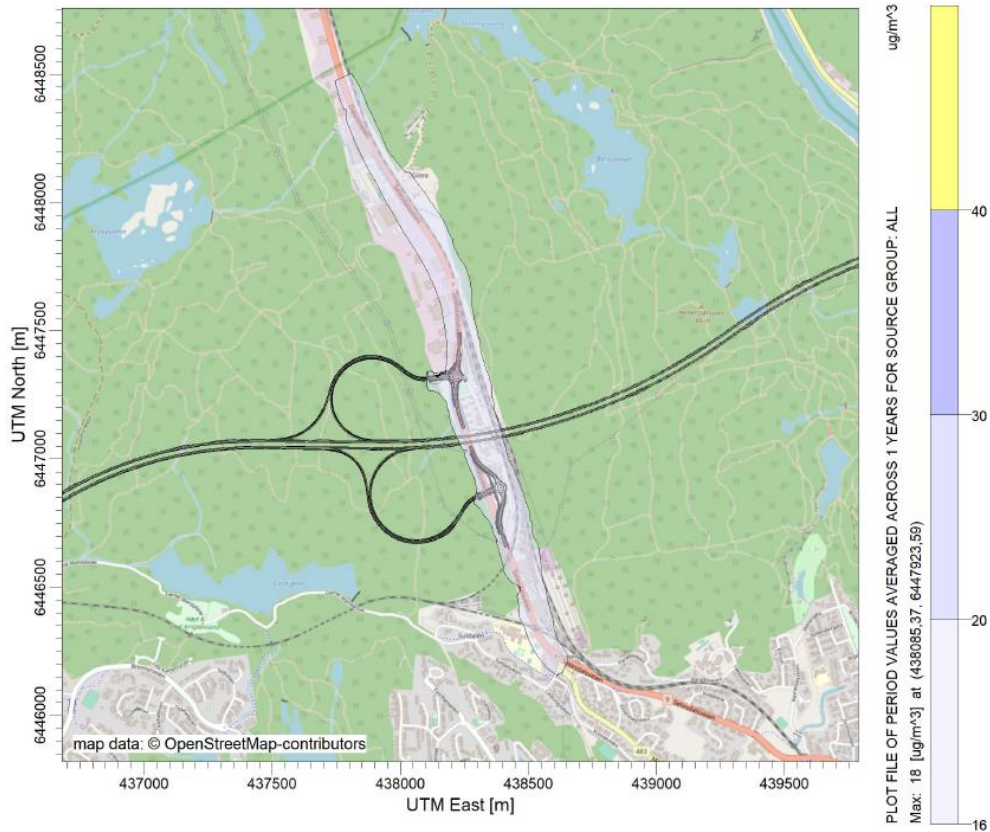 ug/m^3
40
30
20
16
PLOT FILE OF PERIOD VALUES AVERAGED ACROSS 1 YEARS FOR SOURCE GROUP: ALL
Max: 18 [ug/m^3] at (438085,37, 6447923,59)
UTM North [m]
6448500
6448000
6447500
6447000
6446500
6446000
map data: © OpenStreetMap-contributors
437000
437500
438000
438500
439000
439500
UTM East [m]